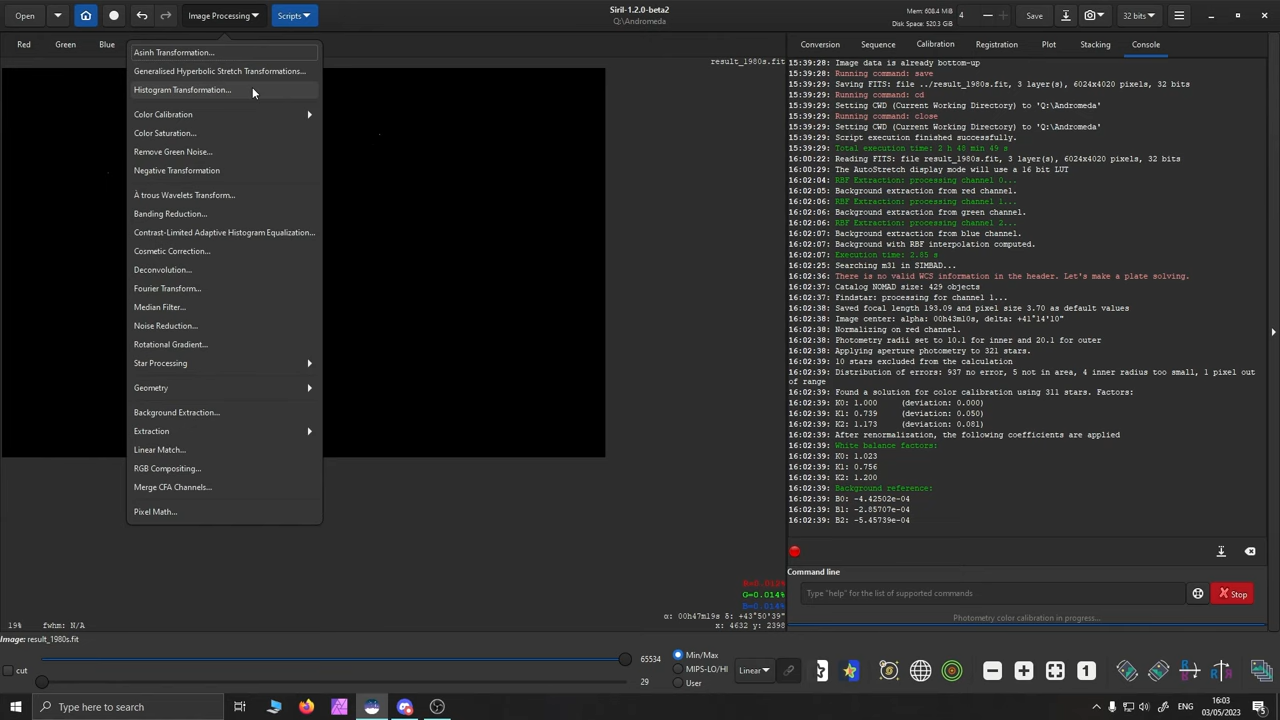 Open
Image Processing
Scripts
Siril-1.2.0-beta2
Q:\Andromeda
Mem: 608.4 MiB
Disk Space: 520.3 GiB
4
Save
32 bits
Red
Green
Blue
result_1980s.fit
Asinh Transformation...
Generalised Hyperbolic Stretch Transformations...
Histogram Transformation...
Color Calibration
Color Saturation...
Remove Green Noise...
Negative Transformation
À trous Wavelets Transform...
Banding Reduction...
Contrast-Limited Adaptive Histogram Equalization...
Cosmetic Correction...
Deconvolution...
Fourier Transform...
Median Filter...
Noise Reduction...
Rotational Gradient...
Star Processing
Geometry
Background Extraction...
Extraction
Linear Match...
RGB Compositing...
Merge CFA Channels...
Pixel Math...
Conversion
Sequence
Calibration
Registration
Plot
Stacking
Console
15:39:28: Image data is already bottom-up
15:39:28: Running command: save
15:39:28: Saving FITS: file ../result_1980s.fit, 3 layer(s), 6024x4020 pixels, 32 bits
15:39:29: Running command: cd
15:39:29: Setting CWD (Current Working Directory) to 'Q:\Andromeda'
15:39:29: Running command: close
15:39:29: Setting CWD (Current Working Directory) to 'Q:\Andromeda'
15:39:29: Script execution finished successfully.
15:39:29: Total execution time: 2 h 48 min 49 s
16:00:22: Reading FITS: file result_1980s.fit, 3 layer(s), 6024x4020 pixels, 32 bits
16:00:29: The AutoStretch display mode will use a 16 bit LUT
16:02:04: RBF Extraction: processing channel 0...
16:02:05: Background extraction from red channel.
16:02:06: RBF Extraction: processing channel 1...
16:02:06: Background extraction from green channel.
16:02:06: RBF Extraction: processing channel 2...
16:02:07: Background extraction from blue channel.
16:02:07: Background with RBF interpolation computed.
16:02:07: Execution time: 2.85 s
16:02:25: Searching m31 in SIMBAD...
16:02:36: There is no valid WCS information in the header. Let's make a plate solving.
16:02:37: Catalog NOMAD size: 429 objects
16:02:37: Findstar: processing for channel 1...
16:02:38: Saved focal length 193.09 and pixel size 3.70 as default values
16:02:38: Image center: alpha: 00h43m10s, delta: +41°14'10"
16:02:38: Normalizing on red channel.
16:02:38: Photometry radii set to 10.1 for inner and 20.1 for outer
16:02:38: Applying aperture photometry to 321 stars.
16:02:39: 10 stars excluded from the calculation
16:02:39: Distribution of errors: 937 no error, 5 not in area, 4 inner radius too small, 1 pixel out
of range
16:02:39: Found a solution for color calibration using 311 stars. Factors:
16:02:39: K0: 1.000 (deviation: 0.000)
16:02:39: K1: 0.739 (deviation: 0.050)
16:02:39: K2: 1.173 (deviation: 0.081)
16:02:39: After renormalization, the following coefficients are applied
16:02:39: White balance factors:
16:02:39: K0: 1.023
16:02:39: K1: 0.756
16:02:39: K2: 1.200
16:02:39: Background reference:
16:02:39: B0: -4.42502e-04
16:02:39: B1: -2.85707e-04
16:02:39: B2: -5.45739e-04
Command line
Type "help" for the list of supported commands
Stop
Photometry color calibration in progress...
G=0.014%
α: 00h47m19s δ: +43°50'39"
x: 4632 y: 2398
19%
fwhm: N/A
Image: result_1980s.fit
cut
65534
29
Min/Max
MIPS-LO/HI
User
Linear
1
Type here to search
ENG
16:03
03/05/2023